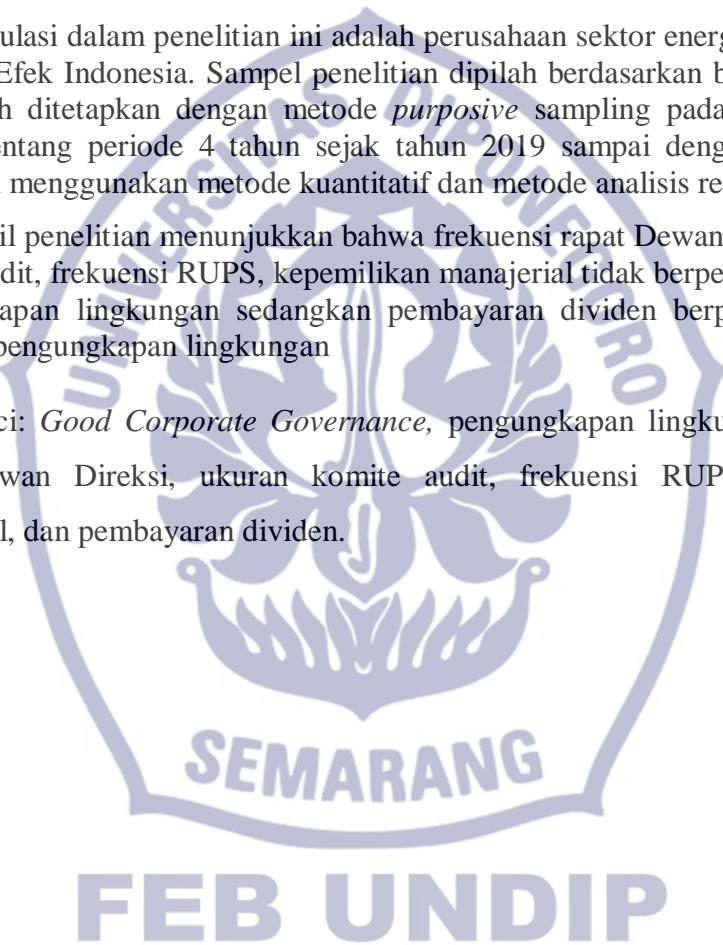 ulasi dalam penelitian ini adalah perusahaan sektor energ
Efek Indonesia. Sampel penelitian dipilah berdasarkan b
h ditetapkan dengan metode purposive sampling pada
entang periode 4 tahun sejak tahun 2019 sampai deng
menggunakan metode kuantitatif dan metode analisis re
il penelitian menunjukkan bahwa frekuensi rapat Dewan
dit, frekuensi RUPS, kepemilikan manajerial tidak berpe
apan lingkungan sedangkan pembayaran dividen berp
pengungkapan lingkungan
ci: Good Corporate Governance, pengungkapan lingku
wan Direksi, ukuran komite audit, frekuensi RUP
l, dan pembayaran dividen.
UNIVERSITAS DIPONEGORO
SEMARANG
FEB UNDIP